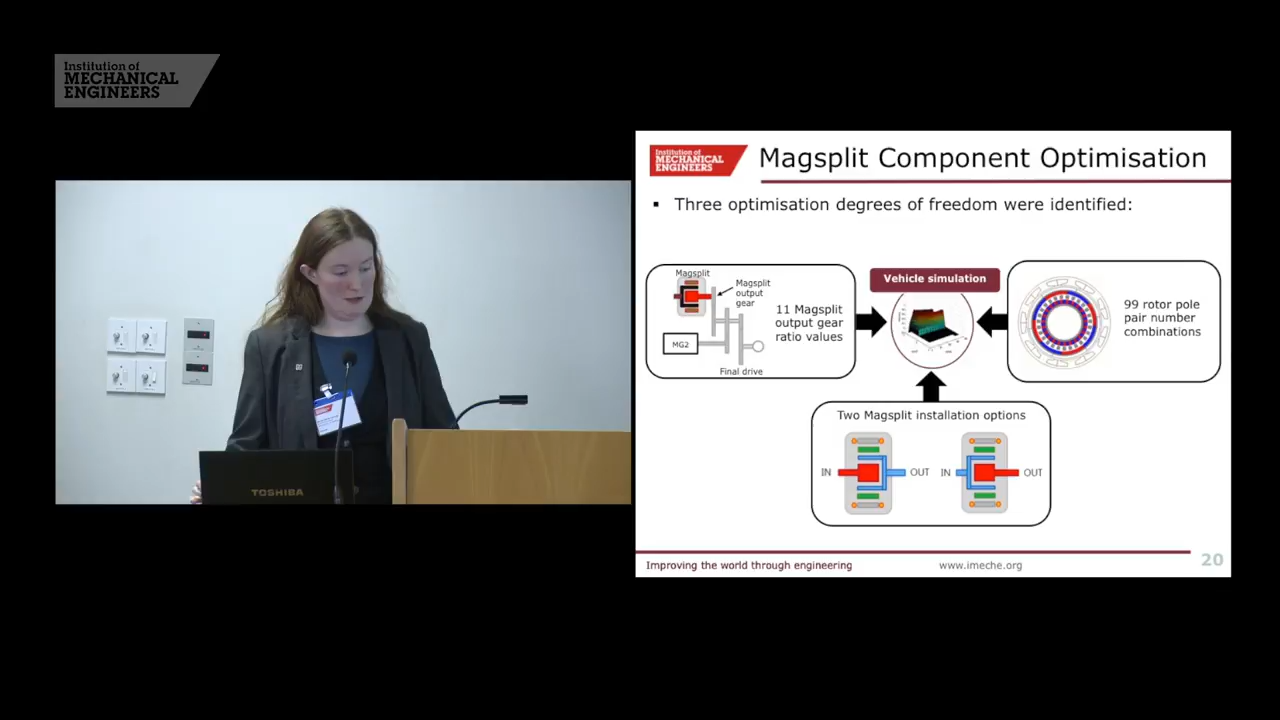 Institution of
MECHANICAL
ENGINEERS
TOSHIBA
Institution of
MECHANICAL
ENGINEERS
Magsplit Component Optimisation
▪ Three optimisation degrees of freedom were identified:
Magsplit
Magsplit
output
gear
MG2
Final drive
11 Magsplit
output gear
ratio values
Vehicle simulation
99 rotor pole
pair number
combinations
Two Magsplit installation options
IN OUT IN OUT
Improving the world through engineering www.imeche.org 20